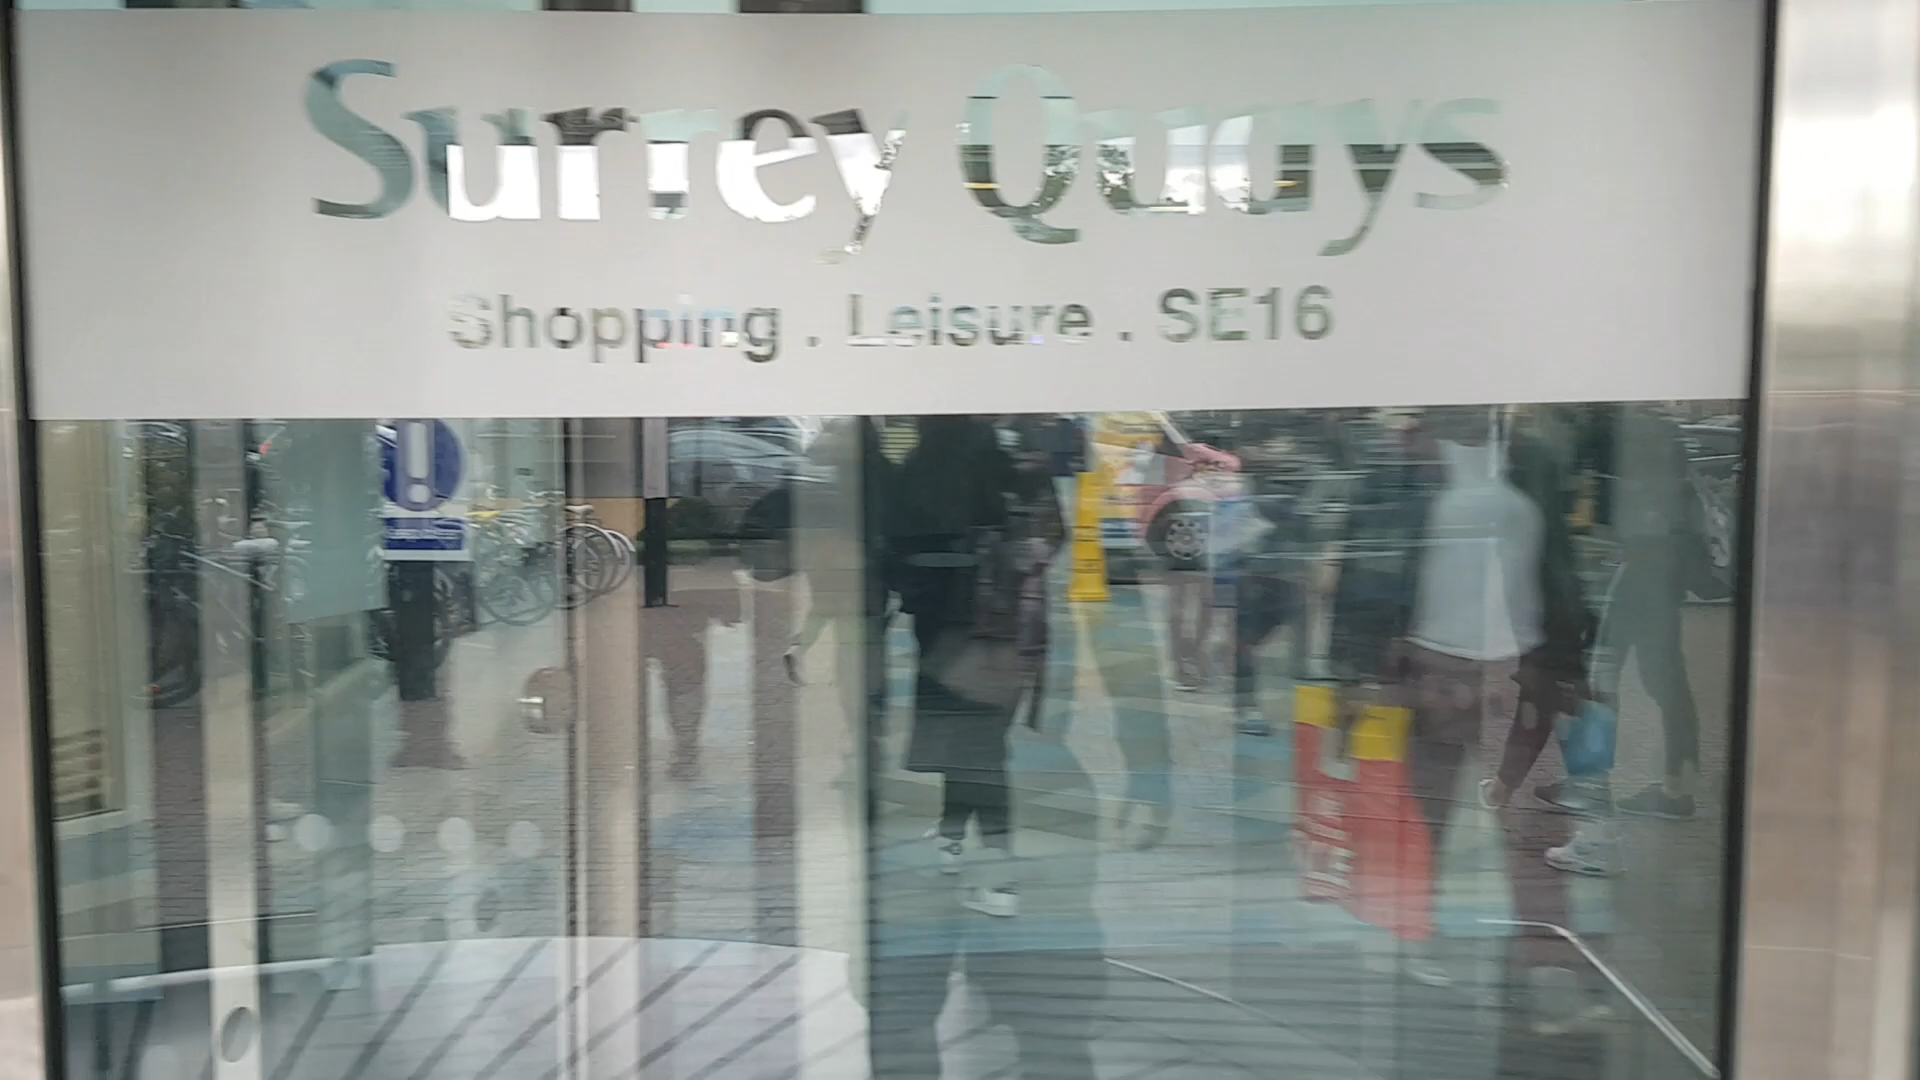 Surrey Quays
Shopping . Leisure . SE16